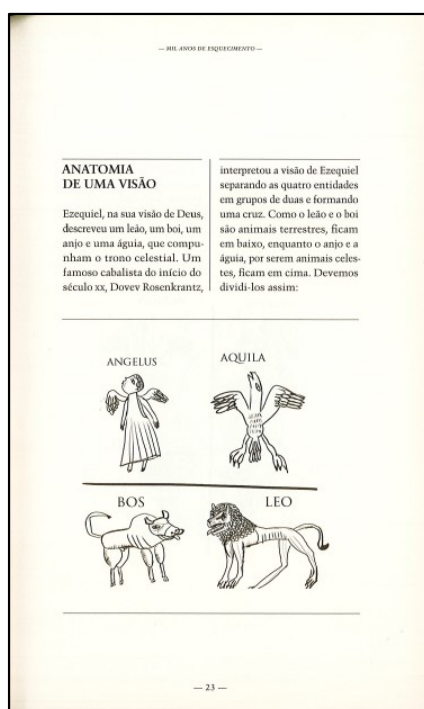 — MIL ANOS DE ESQUECIMENTO —
ANATOMIA
DE UMA VISÃO
Ezequiel, na sua visão de Deus,
descreveu um leão, um boi, um
anjo e uma águia, que compu-
nham o trono celestial. Um
famoso cabalista do início do
século XX, Dovev Rosenkrantz,
interpretou a visão de Ezequiel
separando as quatro entidades
em grupos de duas e formando
uma cruz. Como o leão e o boi
são animais terrestres, ficam
em baixo, enquanto o anjo e a
águia, por serem animais celes-
tes, ficam em cima. Devemos
dividi-los assim:
ANGELUS
AQUILA
BOS
LEO
— 23 —